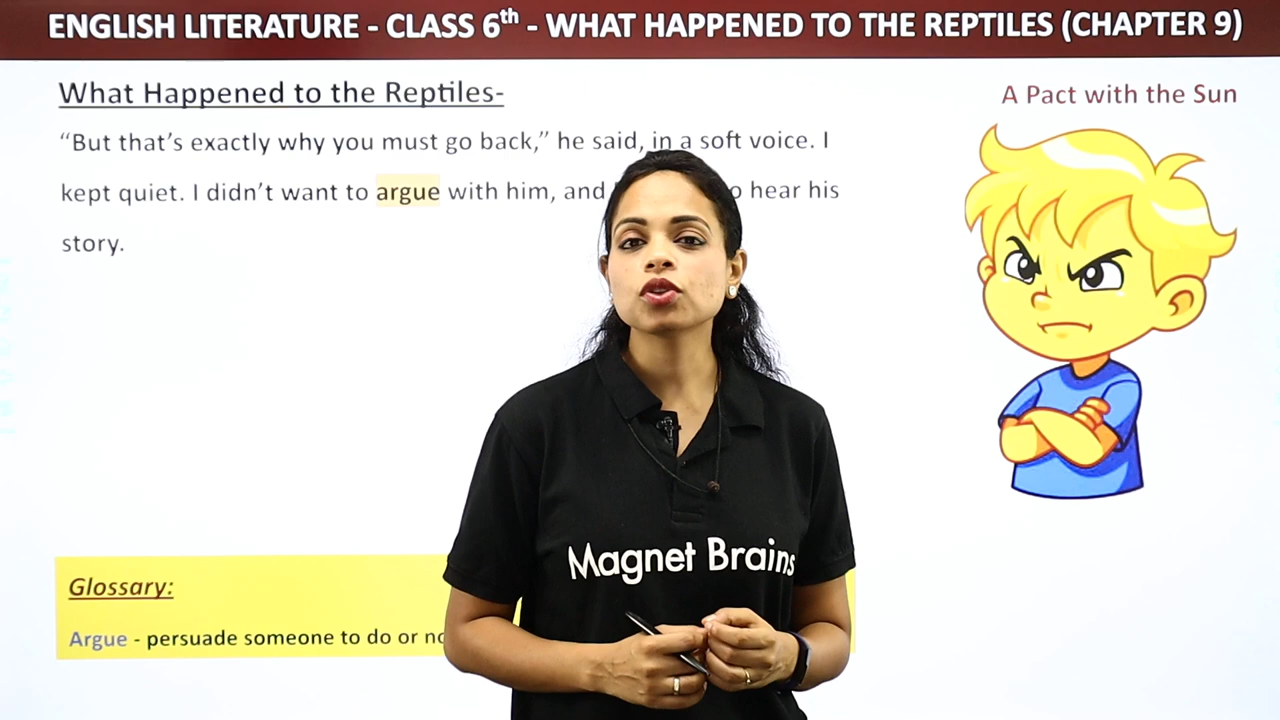 ENGLISH LITERATURE - CLASS 6th - WHAT HAPPENED TO THE REPTILES (CHAPTER 9)
What Happened to the Reptiles-
A Pact with the Sun
“But that’s exactly why you must go back,” he said, in a soft voice. I
kept quiet. I didn’t want to argue with him, and hear his
story.
Magnet Brains
Glossary:
Argue - persuade someone to do or